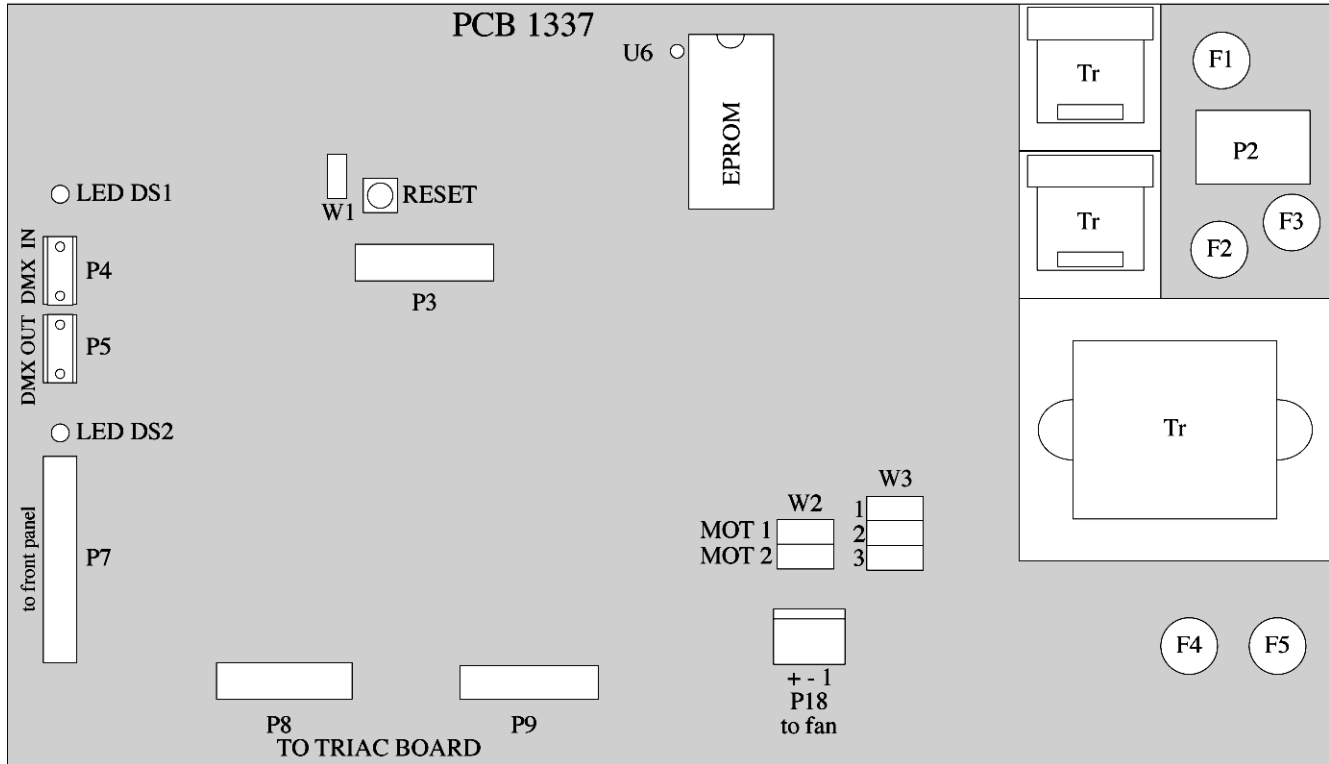 PCB 1337
U6
EPROM
Tr
F1
P2
LED DS1
W1
RESET
Tr
F3
F2
DMX IN
P4
P3
DMX OUT
P5
LED DS2
Tr
W3
W2
1
MOT 1
2
MOT 2
3
to front panel
P7
F4
F5
+ - 1
P18
to fan
P8
P9
TO TRIAC BOARD